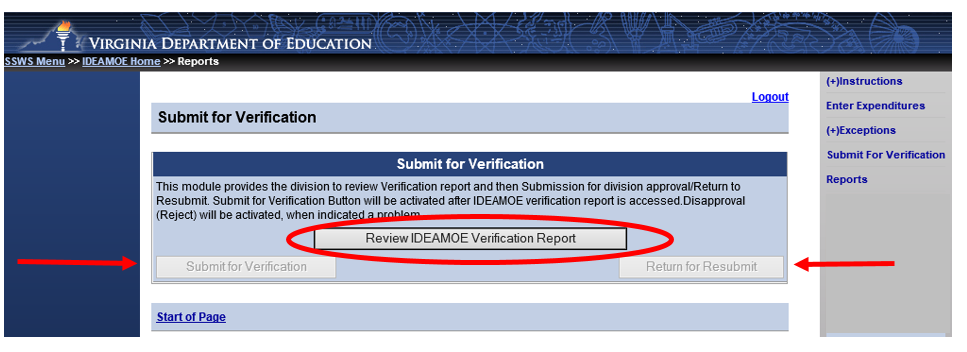 VIRGINIA DEPARTMENT OF EDUCATION
SSWS Menu >> IDEAMOE Home >> Reports
Logout
Submit for Verification
Submit for Verification
This module provides the division to review Verification report and then Submission for division approval/Return to
Resubmit. Submit for Verification Button will be activated after IDEAMOE verification report is accessed.Disapproval
(Reject) will be activated, when indicated a problem
Review IDEAMOE Verification Report
Submit for Verification
Return for Resubmit
Start of Page
(+)Instructions
Enter Expenditures
(+)Exceptions
Submit For Verification
Reports